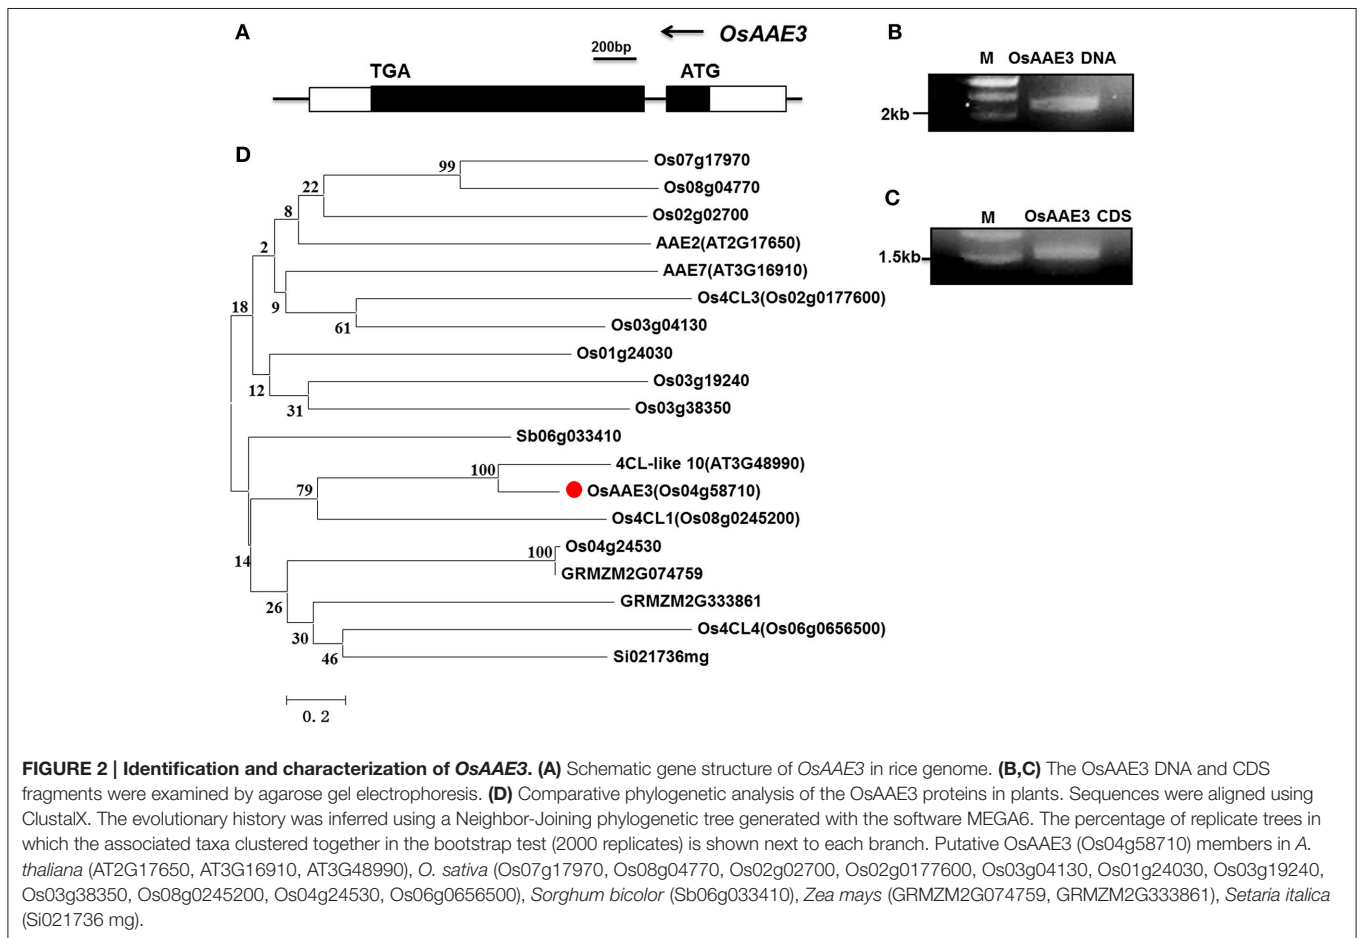 A
OsAAE3
200bp
TGA
ATG
B
M OsAAE3 DNA
2kb
C
M OsAAE3 CDS
1.5kb
D
Os07g17970
99
Os08g04770
22
Os02g02700
8
AAE2(AT2G17650)
2
AAE7(AT3G16910)
Os4CL3(Os02g0177600)
18
9
61
Os03g04130
Os01g24030
Os03g19240
12
31
Os03g38350
Sb06g033410
4CL-like 10(AT3G48990)
100
79
OsAAE3(Os04g58710)
Os4CL1(Os08g0245200)
Os04g24530
100
14
GRMZM2G074759
GRMZM2G333861
26
Os4CL4(Os06g0656500)
30
46
Si021736mg
0.2
FIGURE 2 | Identification and characterization of OsAAE3. (A) Schematic gene structure of OsAAE3 in rice genome. (B,C) The OsAAE3 DNA and CDS
fragments were examined by agarose gel electrophoresis. (D) Comparative phylogenetic analysis of the OsAAE3 proteins in plants. Sequences were aligned using
ClustalX. The evolutionary history was inferred using a Neighbor-Joining phylogenetic tree generated with the software MEGA6. The percentage of replicate trees in
which the associated taxa clustered together in the bootstrap test (2000 replicates) is shown next to each branch. Putative OsAAE3 (Os04g58710) members in A.
thaliana (AT2G17650, AT3G16910, AT3G48990), O. sativa (Os07g17970, Os08g04770, Os02g02700, Os02g0177600, Os03g04130, Os01g24030, Os03g19240,
Os03g38350, Os08g0245200, Os04g24530, Os06g0656500), Sorghum bicolor (Sb06g033410), Zea mays (GRMZM2G074759, GRMZM2G333861), Setaria italica
(Si021736 mg).